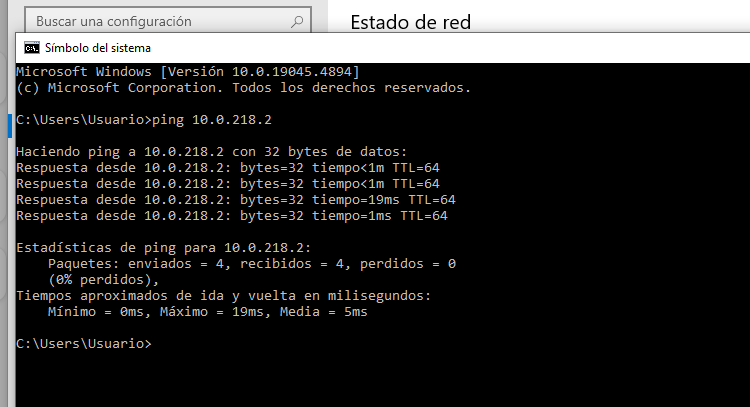 Buscar una configuración
Estado de red
Símbolo del sistema
Microsoft Windows [Versión 10.0.19045.4894]
(c) Microsoft Corporation. Todos los derechos reservados.
C:\Users\Usuario>ping 10.0.218.2
Haciendo ping a 10.0.218.2 con 32 bytes de datos:
Respuesta desde 10.0.218.2: bytes=32 tiempo<1m TTL=64
Respuesta desde 10.0.218.2: bytes=32 tiempo<1m TTL=64
Respuesta desde 10.0.218.2: bytes=32 tiempo=19ms TTL=64
Respuesta desde 10.0.218.2: bytes=32 tiempo=1ms TTL=64
Estadísticas de ping para 10.0.218.2:
Paquetes: enviados = 4, recibidos = 4, perdidos = 0
(0% perdidos),
Tiempos aproximados de ida y vuelta en milisegundos:
Mínimo = 0ms, Máximo = 19ms, Media = 5ms
C:\Users\Usuario>